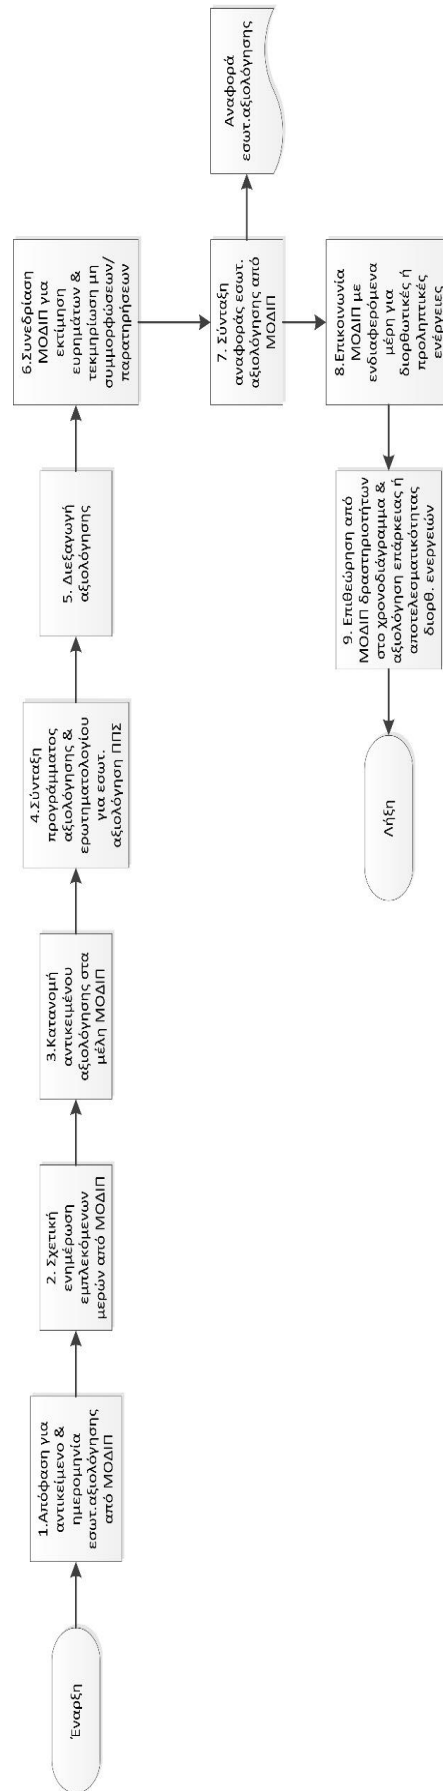 Έναρξη
1.Απόφαση για
αντικείμενο &
ημερομηνία
εσωτ.αξιολόγησης
από ΜΟΔΙΠ
2. Σχετική
ενημέρωση
εμπλεκόμενων
μερών από ΜΟΔΙΠ
3.Κατανομή
αντικειμένου
αξιολόγησης στα
μέλη ΜΟΔΙΠ
4.Σύνταξη
προγράμματος
αξιολόγησης &
ερωτηματολογίου
για εσωτ.
αξιολόγηση ΠΠΣ
5. Διεξαγωγή
αξιολόγησης
6.Συνεδρίαση
ΜΟΔΙΠ για
εκτίμηση
ευρημάτων &
τεκμηρίωση μη
συμμορφώσεων/
παρατηρήσεων
7. Σύνταξη
αναφοράς εσωτ.
αξιολόγησης από
ΜΟΔΙΠ
Αναφορά
εσωτ.αξιολόγησης
8.Επικοινωνία
ΜΟΔΙΠ με
ενδιαφερόμενα
μέρη για
διορθωτικές ή
προληπτικές
ενέργειες
9. Επιθεώρηση από
ΜΟΔΙΠ δραστηριοτήτων
στο χρονοδιάγραμμα &
αξιολόγηση επάρκειας ή
αποτελεσματικότητας
διορθ. ενεργειών
Λήξη